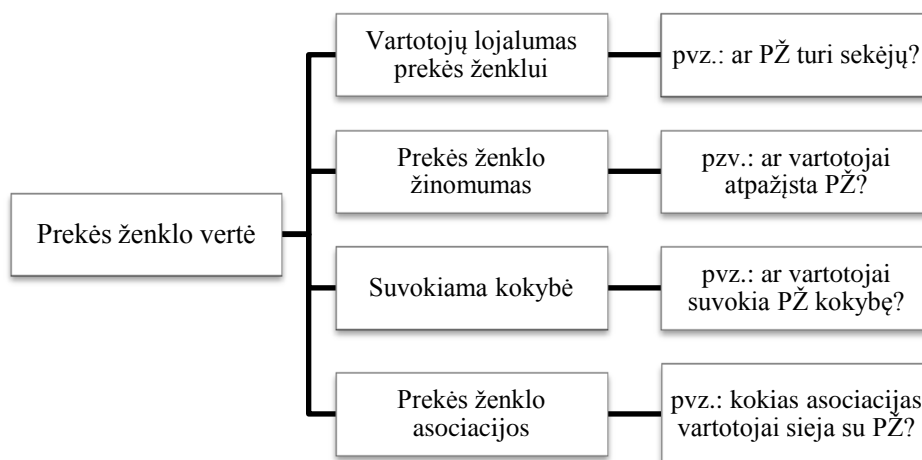 Vartotojų lojalumas
prekės ženklui
pvz.: ar PŽ turi sekėjų?
Prekės ženklo
žinomumas
pzv.: ar vartotojai
atpažįsta PŽ?
Prekės ženklo vertė
Suvokiama kokybė
pvz.: ar vartotojai
suvokia PŽ kokybę?
Prekės ženklo
asociacijos
pvz.: kokias asociacijas
vartotojai sieja su PŽ?